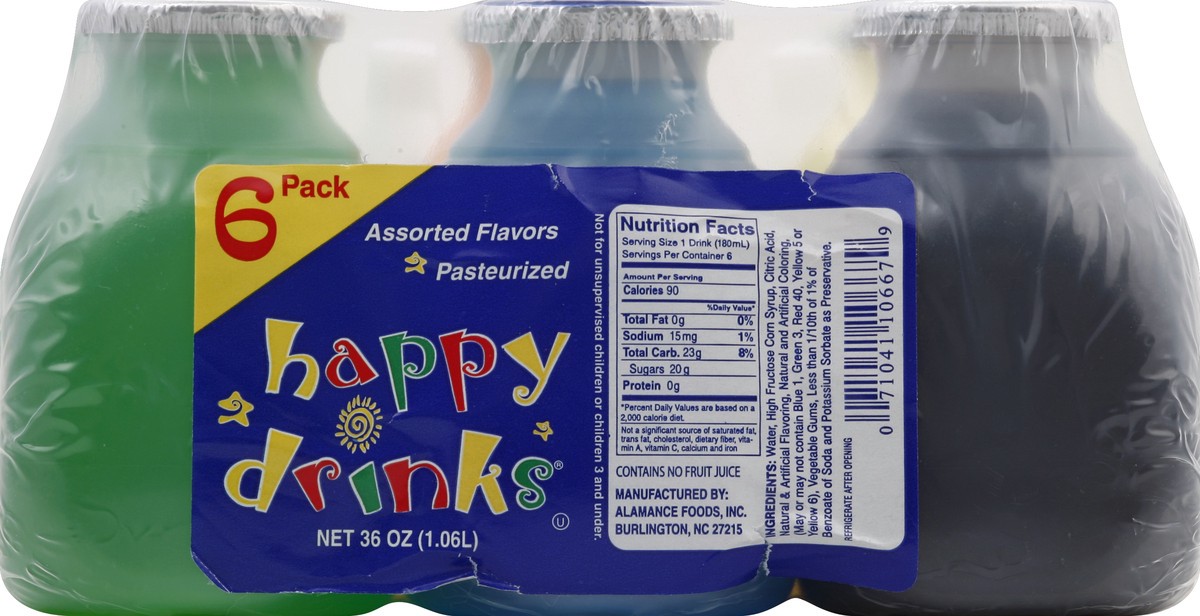 6 Pack
Assorted Flavors
Pasteurized
happy
drinks®
U
NET 36 OZ (1.06L)
Not for unsupervised children or children 3 and under.
Nutrition Facts
Serving Size 1 Drink (180mL)
Servings Per Container 6
Amount Per Serving
Calories 90
%Daily Value*
Total Fat 0g 0%
Sodium 15mg 1%
Total Carb. 23g 8%
Sugars 20g
Protein 0g
*Percent Daily Values are based on a
2,000 calorie diet.
Not a significant source of saturated fat,
trans fat, cholesterol, dietary fiber, vita-
min A, vitamin C, calcium and iron
CONTAINS NO FRUIT JUICE
MANUFACTURED BY:
ALAMANCE FOODS, INC.
BURLINGTON, NC 27215
INGREDIENTS: Water, High Fructose Corn Syrup, Citric Acid,
Natural & Artificial Flavoring, Natural and Artificial Coloring,
(May or may not contain Blue 1, Green 3, Red 40, Yellow 5 or
Yellow 6), Vegetable Gums, Less than 1/10th of 1% of
Benzoate of Soda and Potassium Sorbate as Preservative.
REFRIGERATE AFTER OPENING
0 71041 10667 9